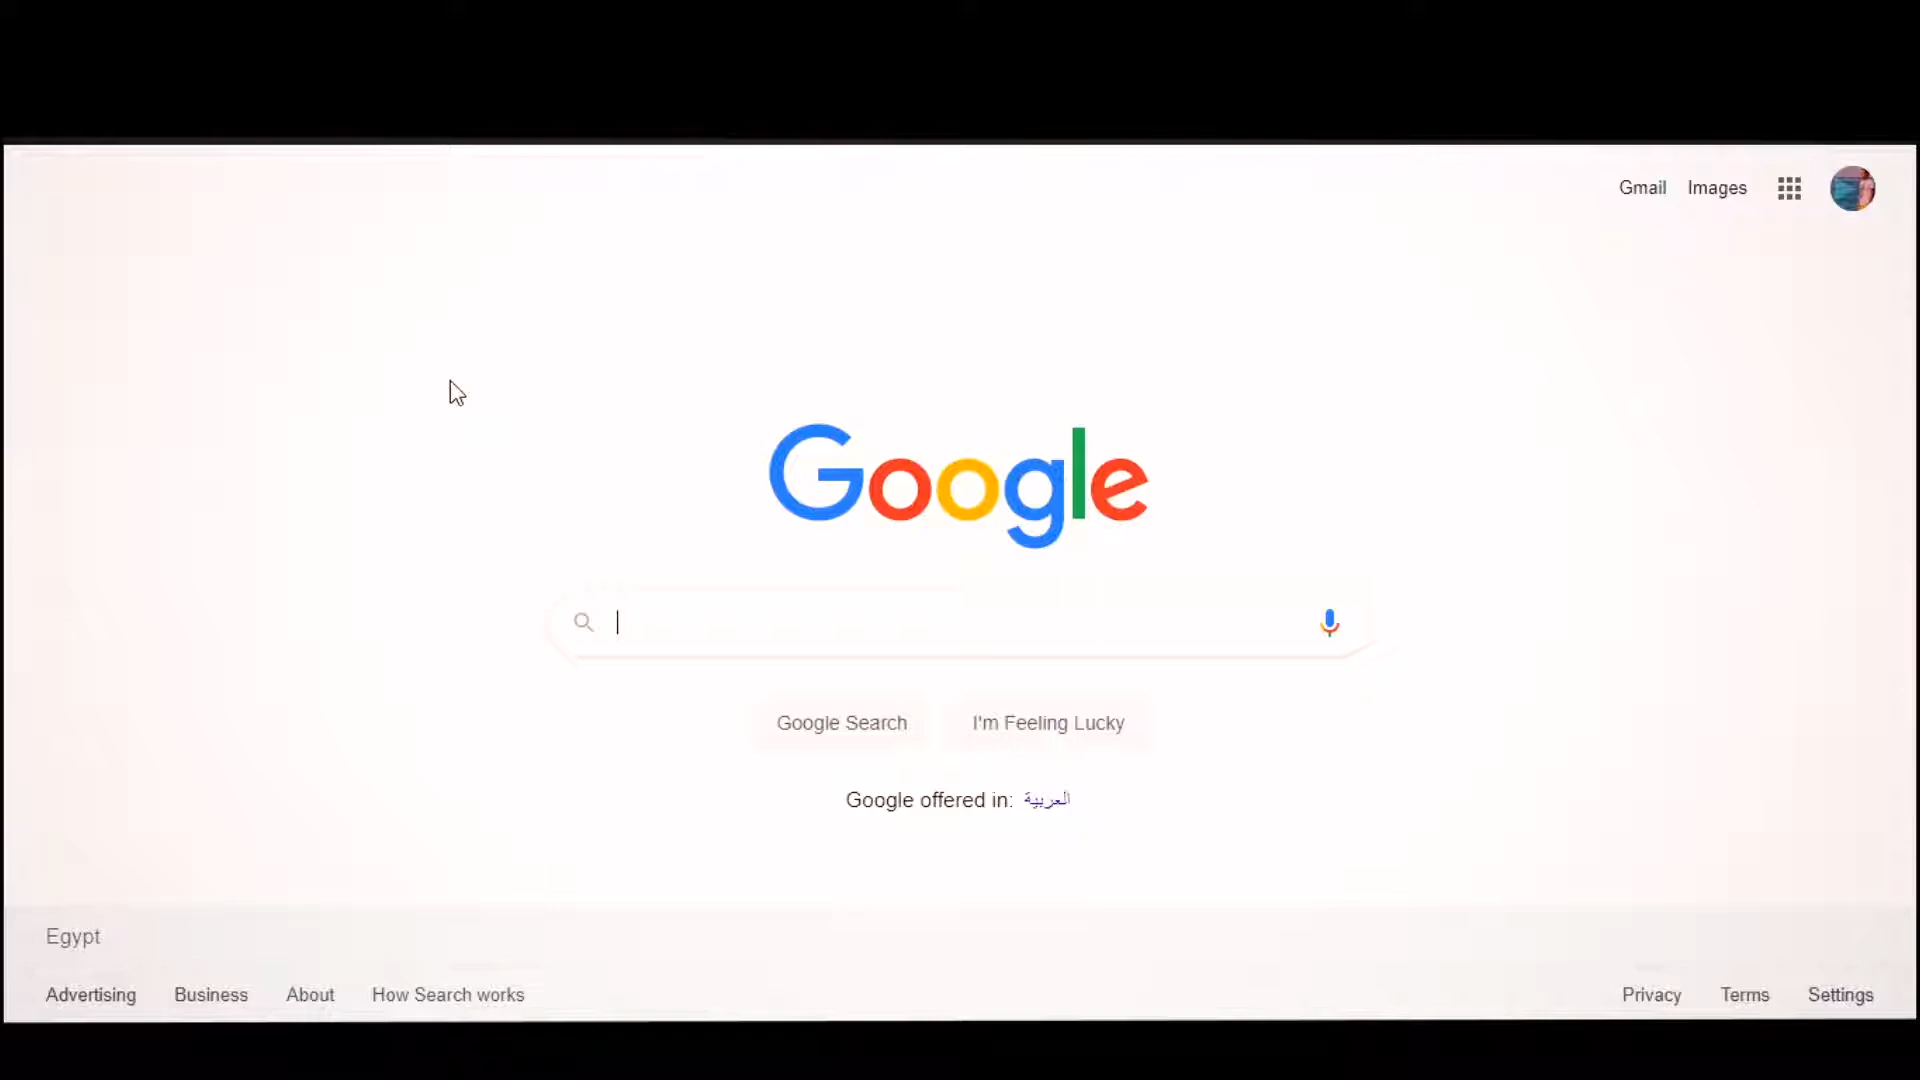 Gmail Images
Google
Google Search I'm Feeling Lucky
Google offered in: العربية
Egypt
Advertising Business About How Search works Privacy Terms Settings